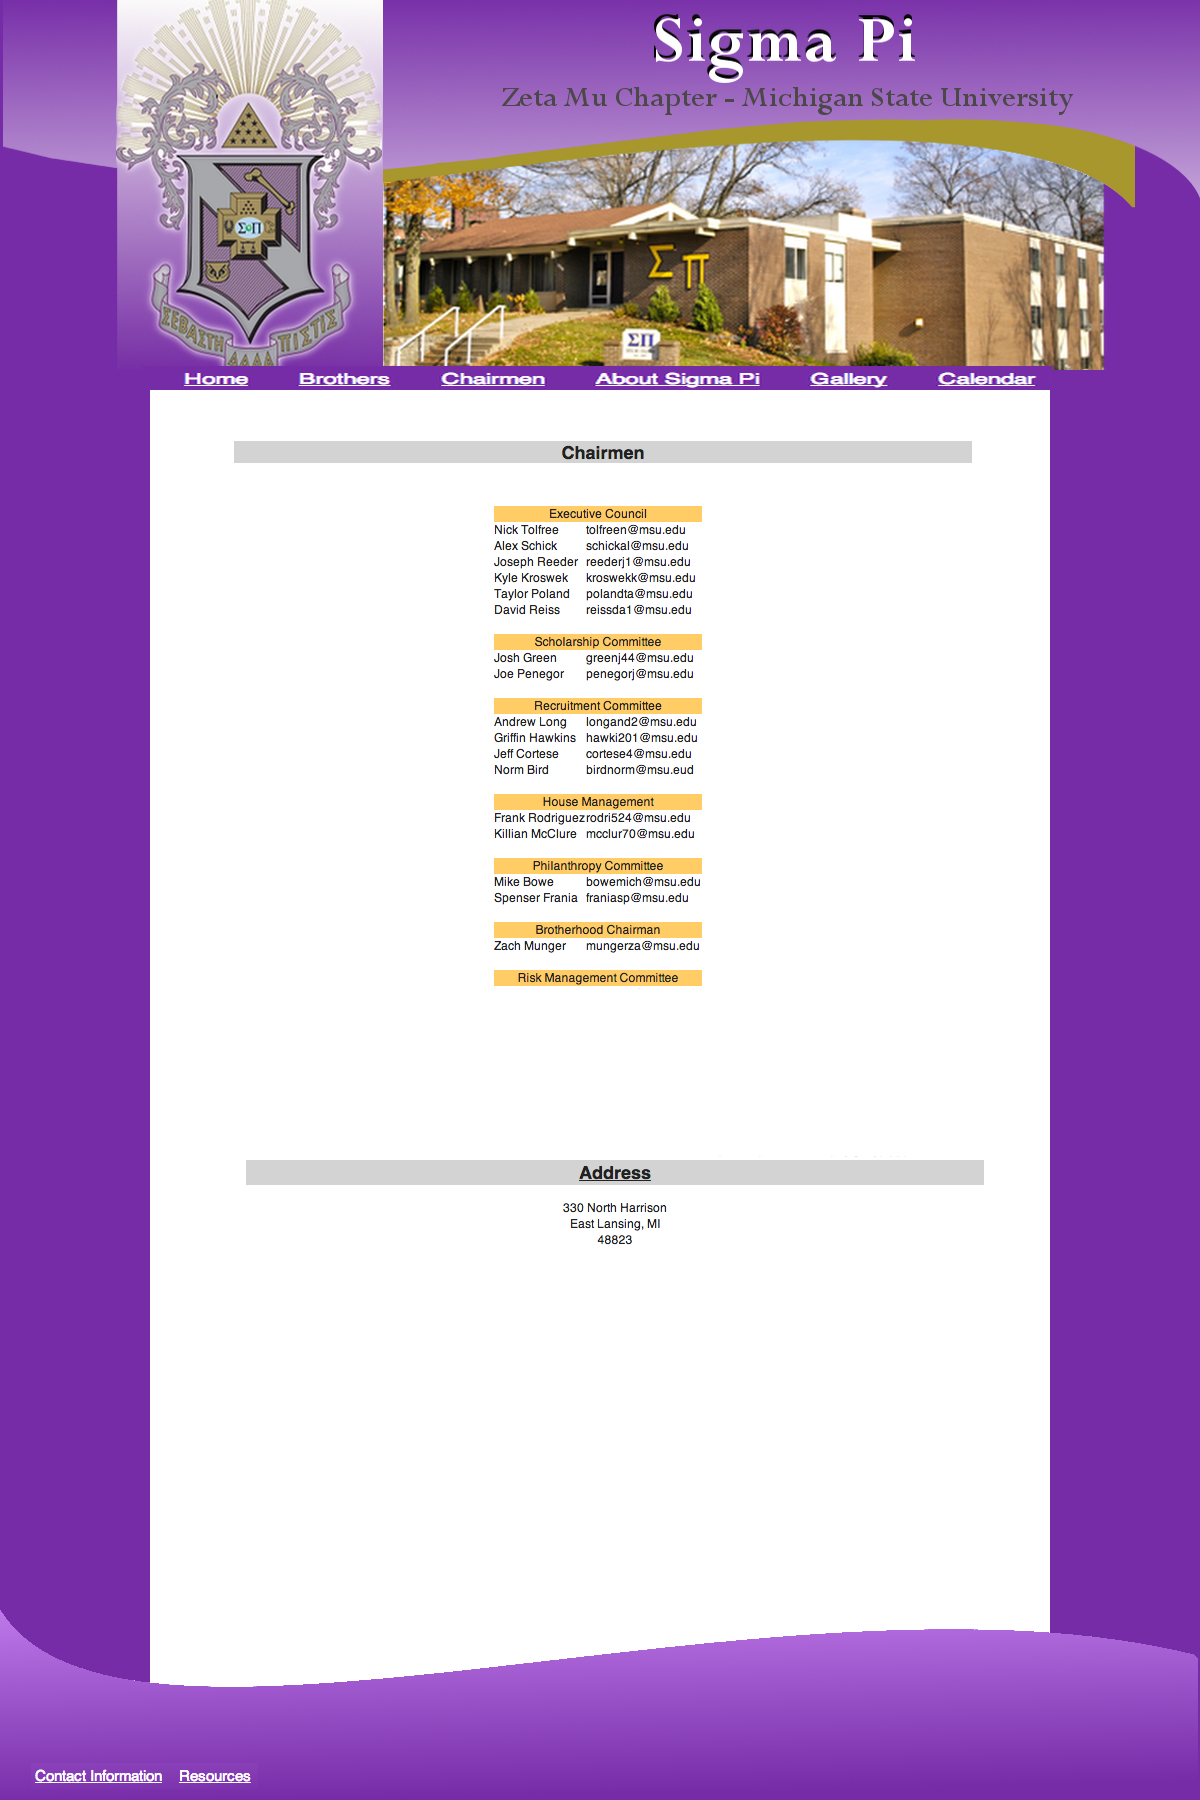 Sigma Pi
Zeta Mu Chapter - Michigan State University
ΣΠ
ΣΕΒΑΣΤΗ ΑΔΔΑ ΠΙΣΤΙΣ
Σ Π
ΣΠ
Home Brothers Chairmen About Sigma Pi Gallery Calendar
Chairmen
Executive Council
Nick Tolfree tolfreen@msu.edu
Alex Schick schickal@msu.edu
Joseph Reeder reederj1@msu.edu
Kyle Kroswek kroswekk@msu.edu
Taylor Poland polandta@msu.edu
David Reiss reissda1@msu.edu
Scholarship Committee
Josh Green greenj44@msu.edu
Joe Penegor penegorj@msu.edu
Recruitment Committee
Andrew Long longand2@msu.edu
Griffin Hawkins hawki201@msu.edu
Jeff Cortese cortese4@msu.edu
Norm Bird birdnorm@msu.eud
House Management
Frank Rodriguez rodri524@msu.edu
Killian McClure mcclur70@msu.edu
Philanthropy Committee
Mike Bowe bowemich@msu.edu
Spenser Frania franiasp@msu.edu
Brotherhood Chairman
Zach Munger mungerza@msu.edu
Risk Management Committee
Address
330 North Harrison
East Lansing, MI
48823
Contact Information Resources